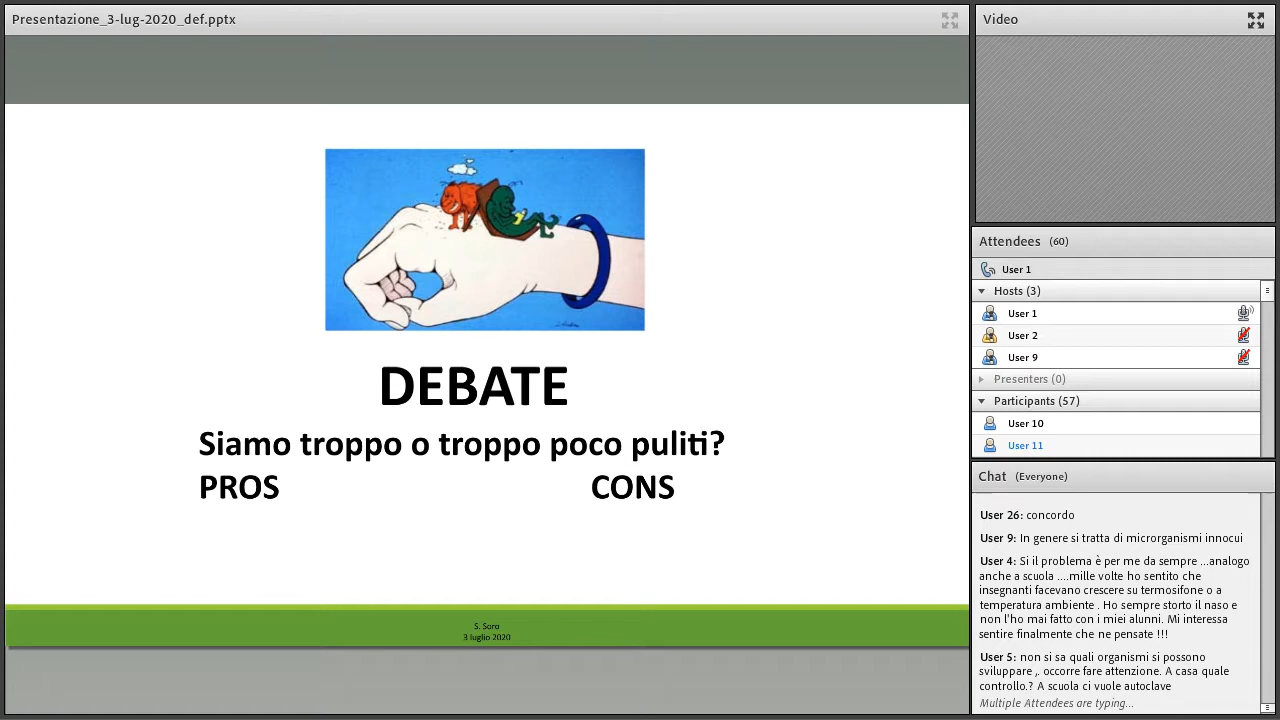 Presentazione_3-lug-2020_def.pptx
DEBATE
Siamo troppo o troppo poco puliti?
PROS CONS
S. Soro
3 luglio 2020
Video
Attendees (60)
User 1
Hosts (3)
User 1
User 2
User 9
Presenters (0)
Participants (57)
User 10
User 11
Chat (Everyone)
User 26: concordo
User 9: In genere si tratta di microrganismi innocui
User 4: Si il problema è per me da sempre ...analogo
anche a scuola ....mille volte ho sentito che
insegnanti facevano crescere su termosifone o a
temperatura ambiente . Ho sempre storto il naso e
non l'ho mai fatto con i miei alunni. Mi interessa
sentire finalmente che ne pensate !!!
User 5: non si sa quali organismi si possono
sviluppare ,. occorre fare attenzione. A casa quale
controllo.? A scuola ci vuole autoclave
Multiple Attendees are typing...